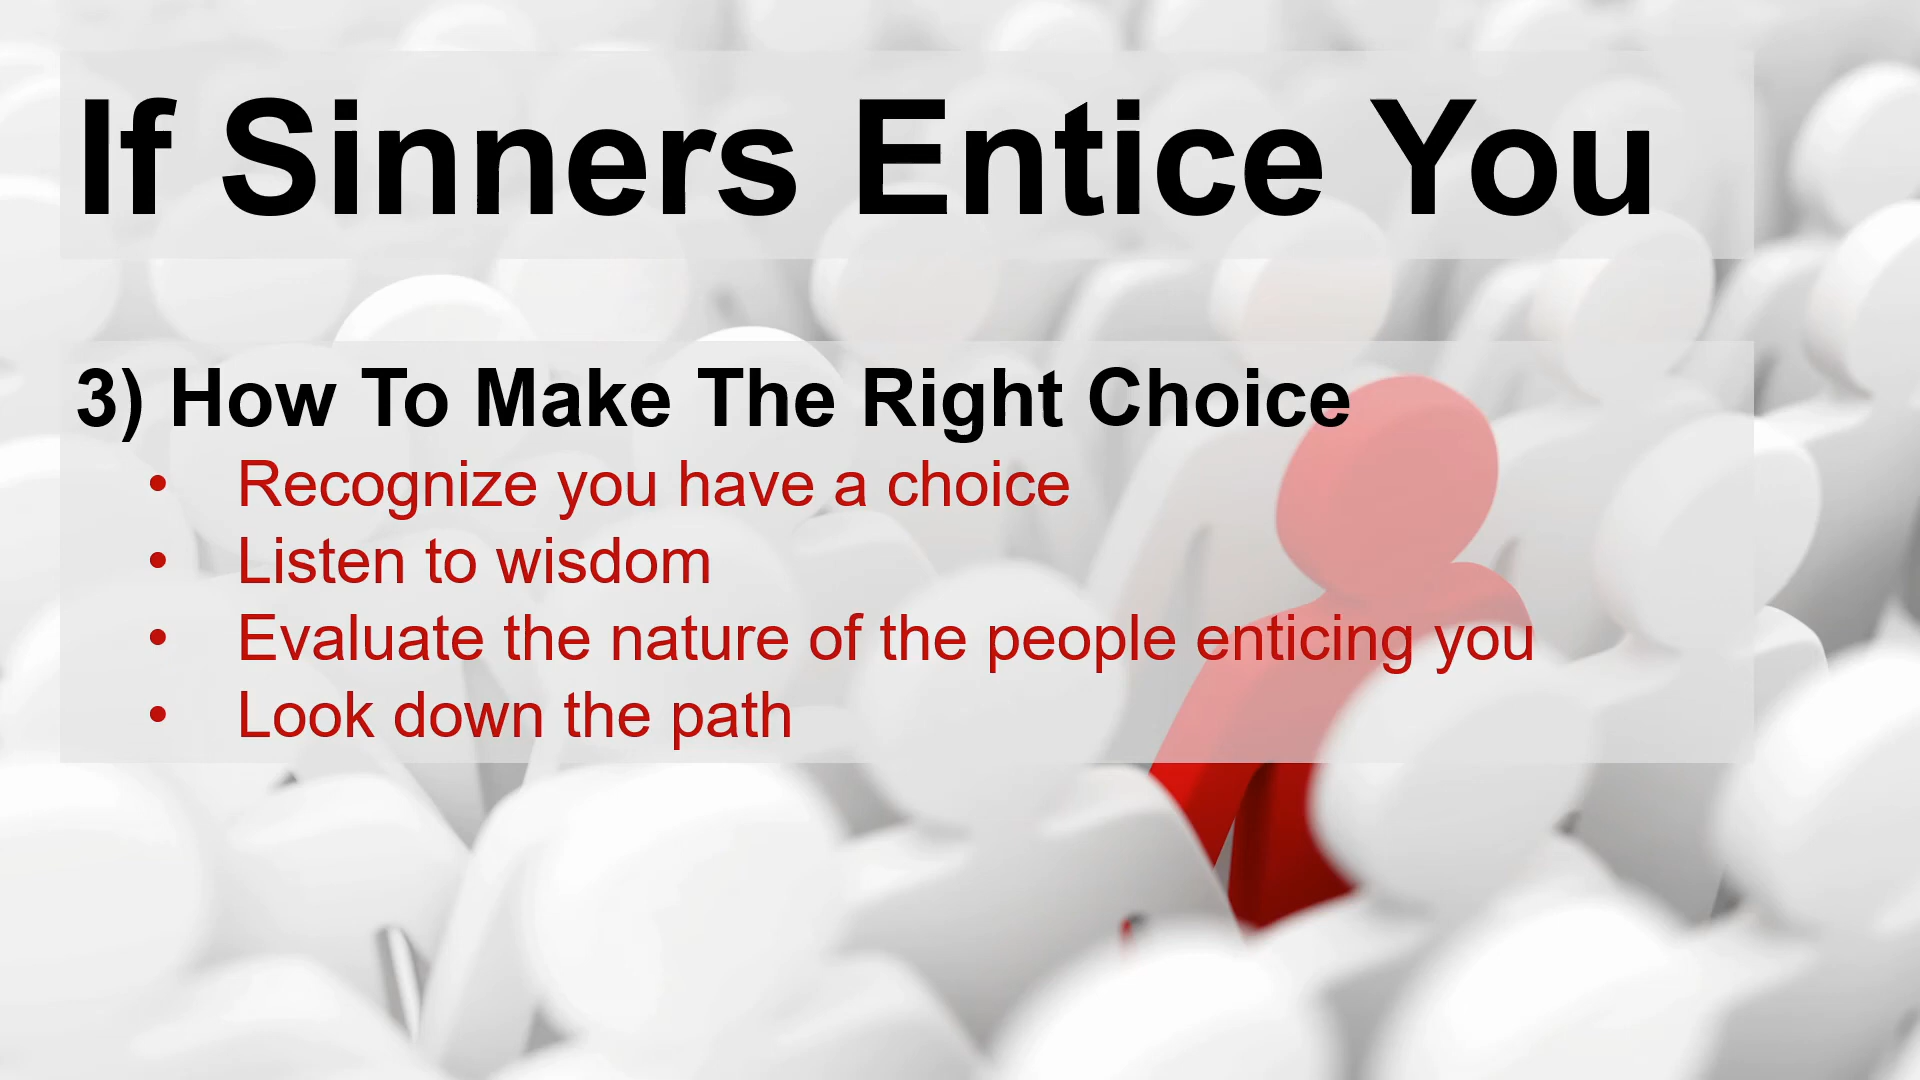 If Sinners Entice You
3) How To Make The Right Choice
• Recognize you have a choice
• Listen to wisdom
• Evaluate the nature of the people enticing you
• Look down the path